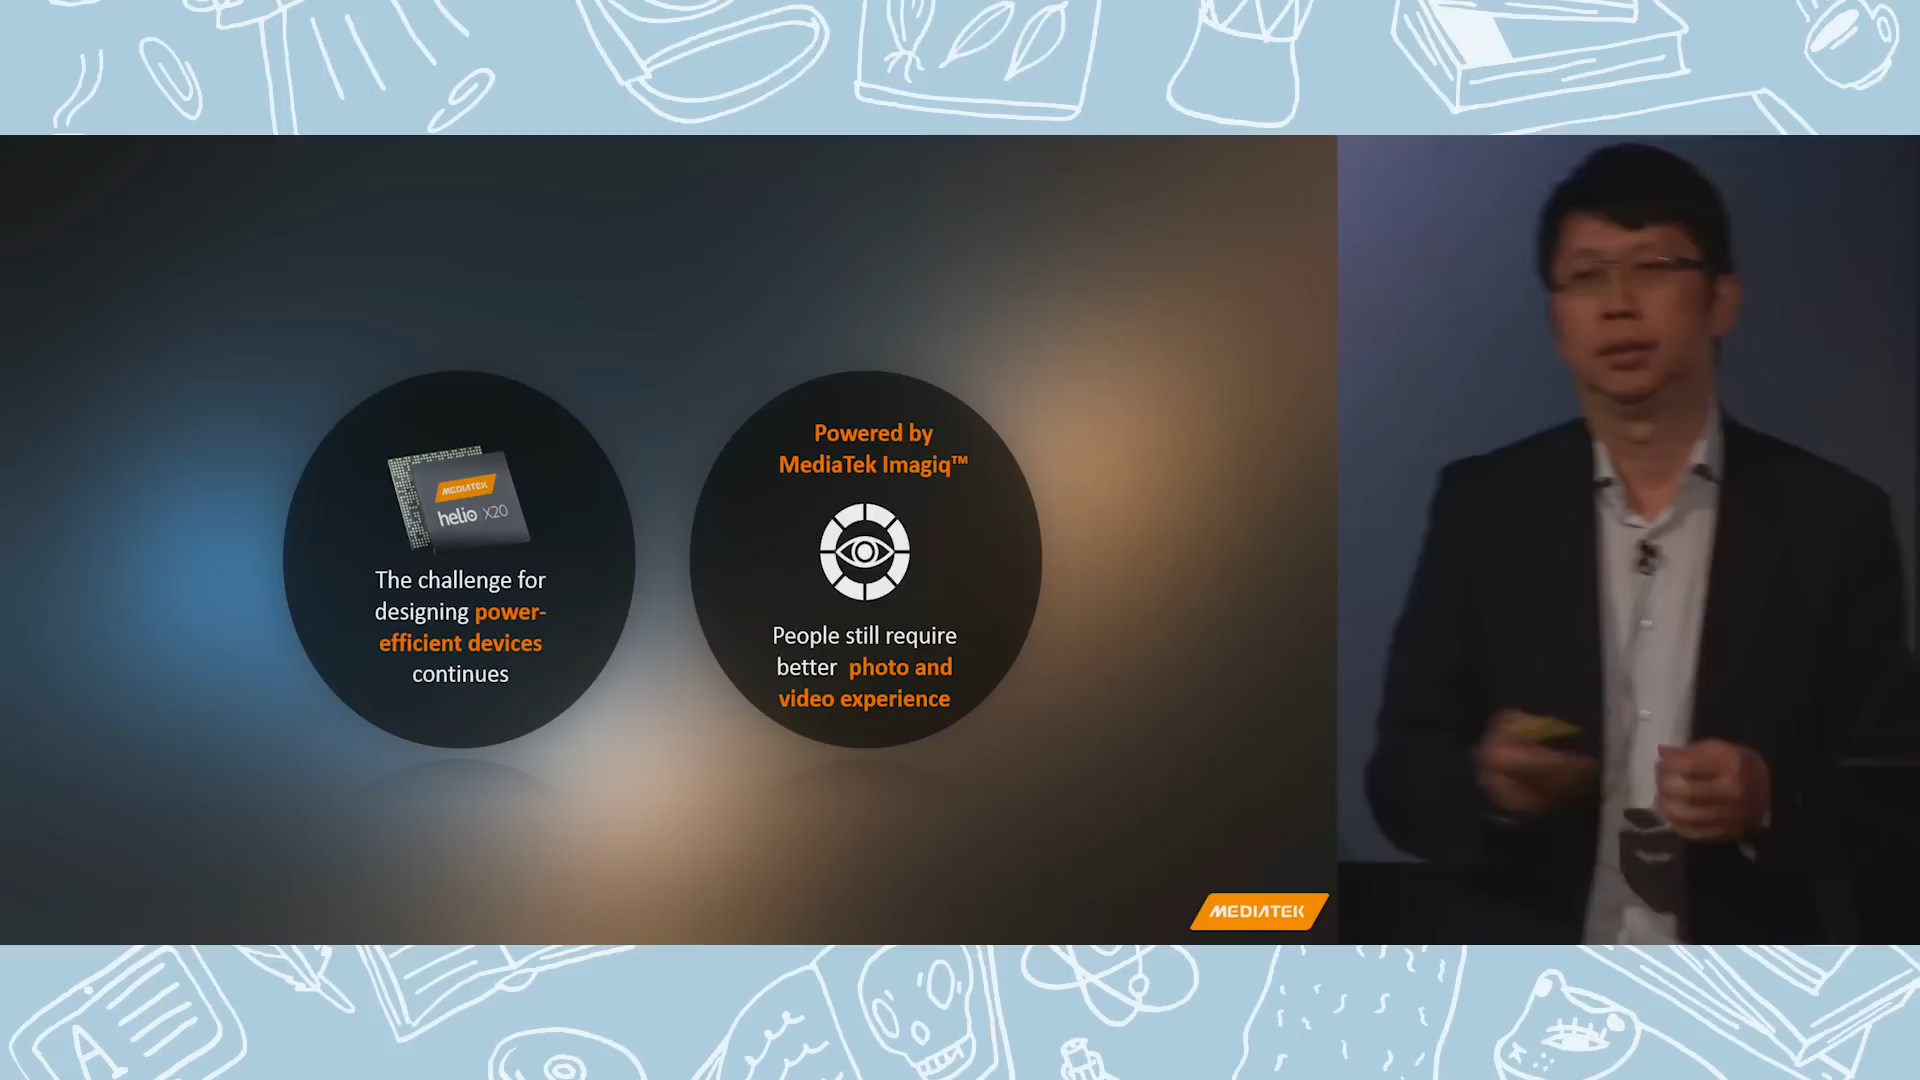 MEDIATEK
helio X20
The challenge for
designing power-
efficient devices
continues
Powered by
MediaTek Imagiq™
People still require
better photo and
video experience
MEDIATEK
A